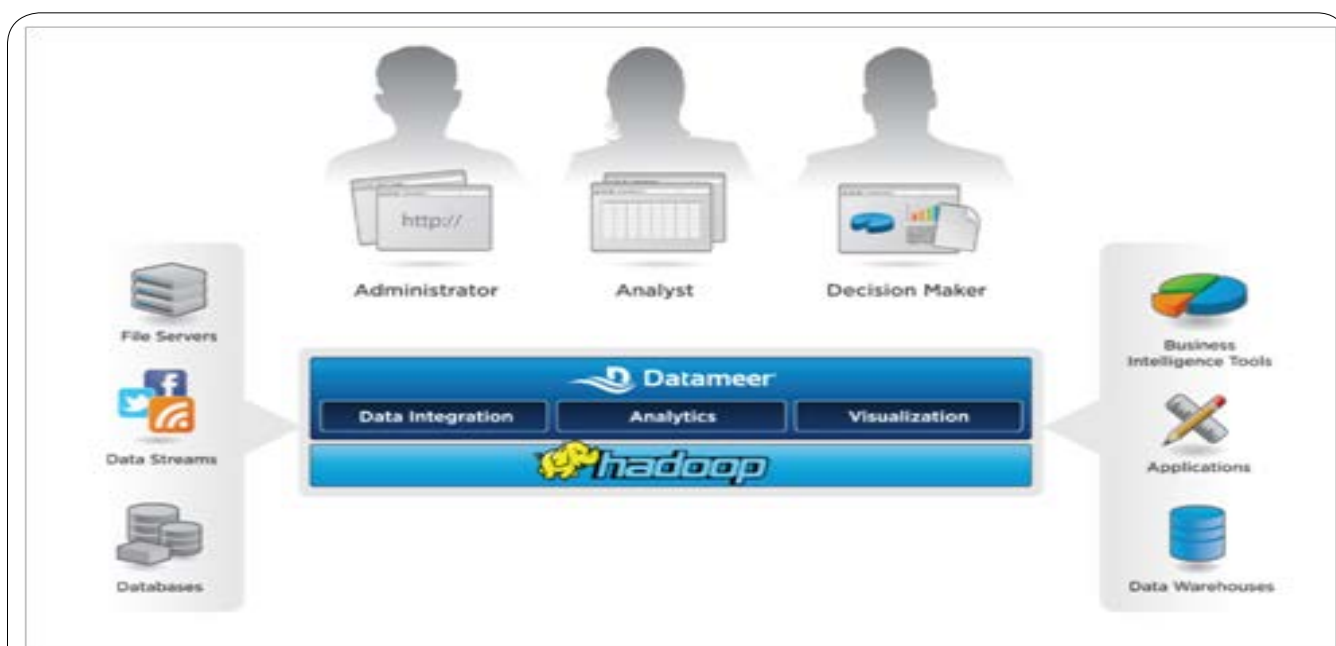 http://
Administrator
Analyst
Decision Maker
File Servers
Data Streams
Databases
Datameer
Data Integration
Analytics
Visualization
hadoop
Business
Intelligence Tools
Applications
Data Warehouses